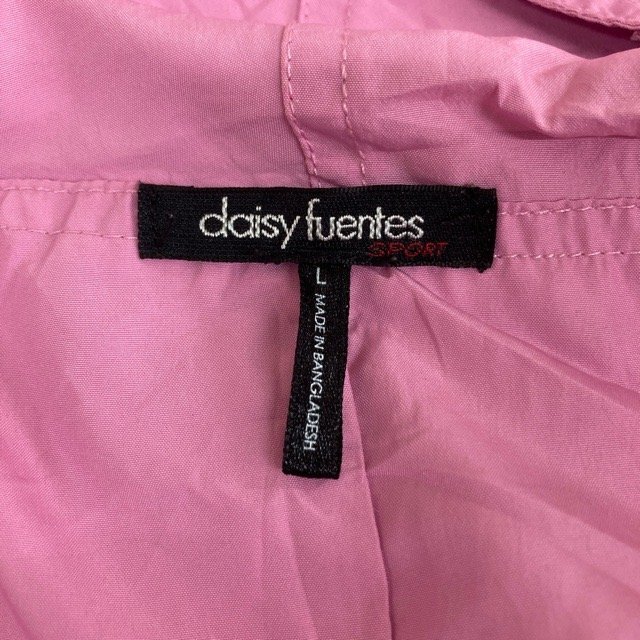 daisy fuentes
SPORT
L
MADE IN BANGLADESH